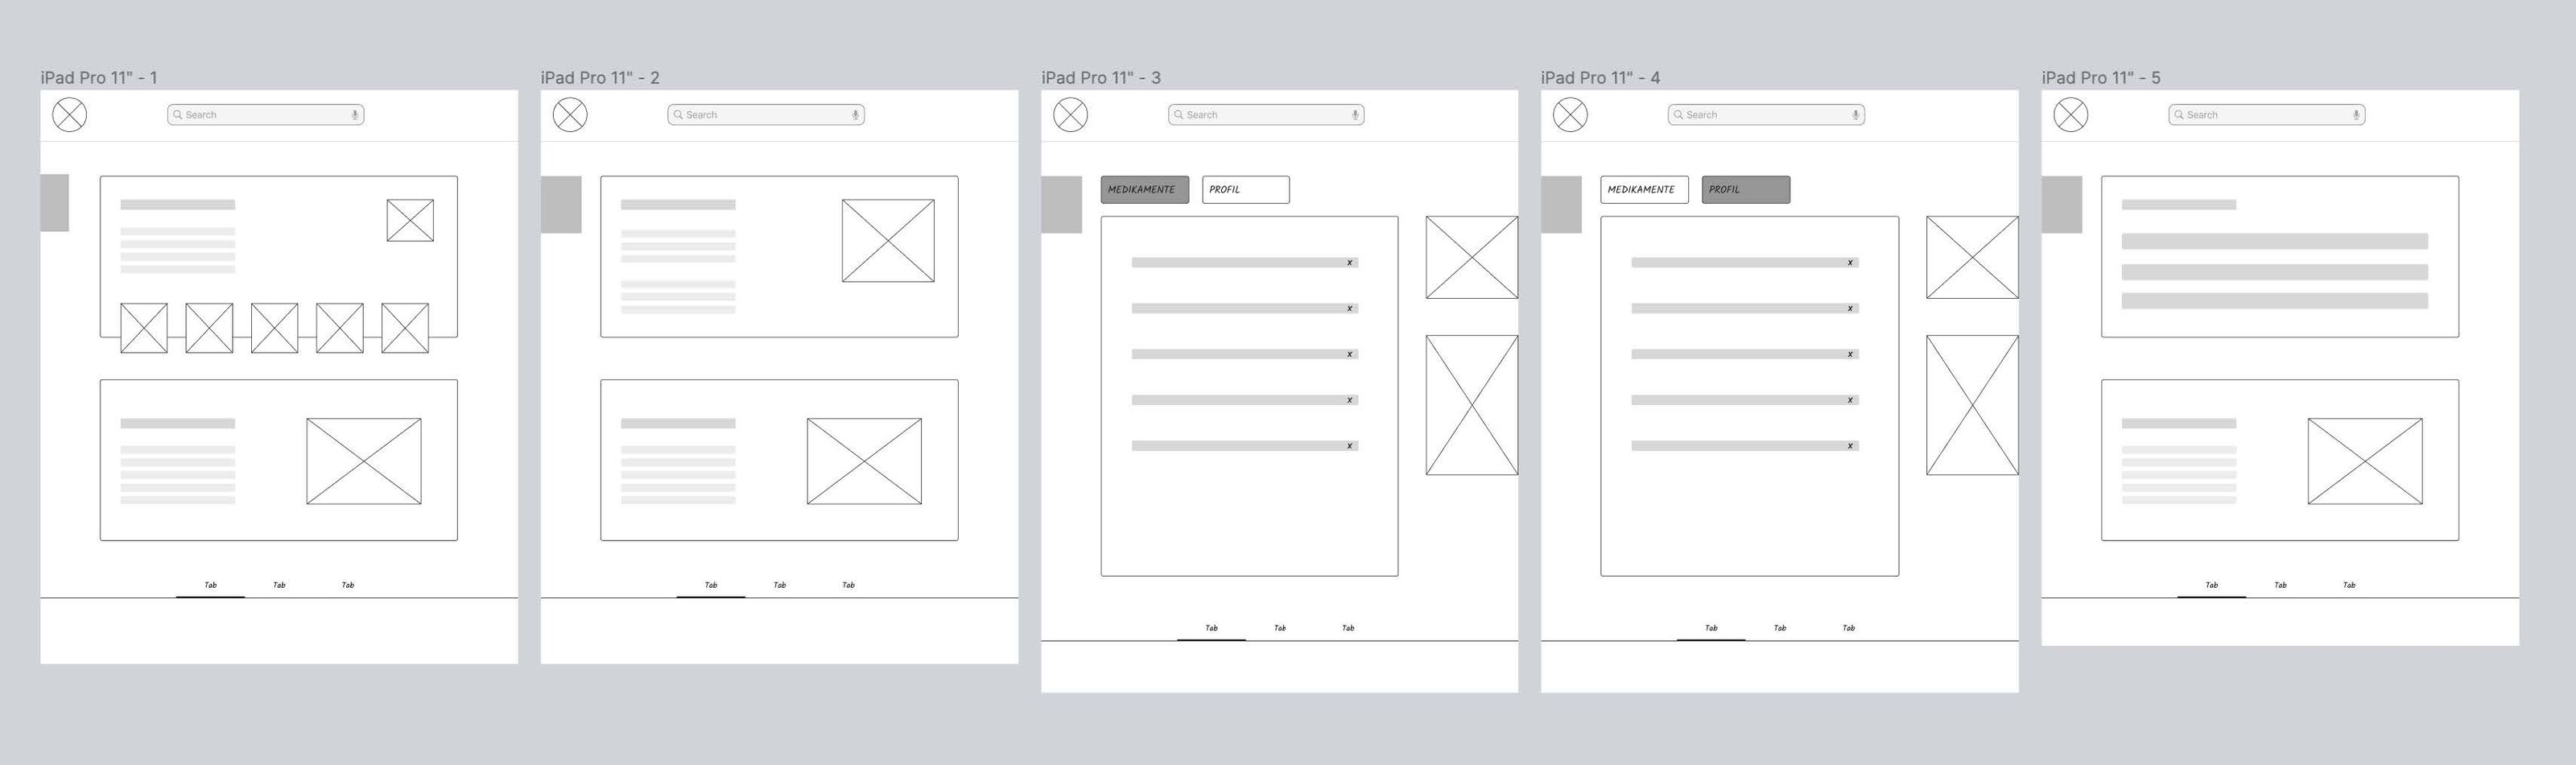 iPad Pro 11" - 1
Search
Tab Tab Tab
iPad Pro 11" - 2
Search
Tab Tab Tab
iPad Pro 11" - 3
Search
MEDIKAMENTE PROFIL
x
x
x
x
x
Tab Tab Tab
iPad Pro 11" - 4
Search
MEDIKAMENTE PROFIL
x
x
x
x
x
Tab Tab Tab
iPad Pro 11" - 5
Search
Tab Tab Tab